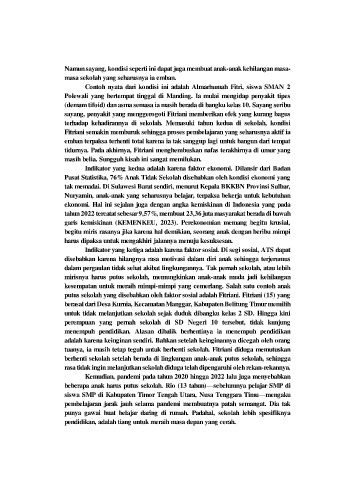 Namun sayang, kondisi seperti ini dapat juga membuat anak-anak kehilangan masa-
masa sekolah yang seharusnya ia emban.
Contoh nyata dari kondisi ini adalah Almarhumah Fitri, siswa SMAN 2
Polewali yang bertempat tinggal di Manding. Ia mulai mengidap penyakit tipes
(demam tifoid) dan asma semasa ia masih berada di bangku kelas 10. Sayang seribu
sayang, penyakit yang menggerogoti Fitriani memberikan efek yang kurang bagus
terhadap kehadirannya di sekolah. Memasuki tahun kedua di sekolah, kondisi
Fitriani semakin memburuk sehingga proses pembelajaran yang seharusnya aktif ia
emban terpaksa terhenti total karena ia tak sanggup lagi untuk bangun dari tempat
tidurnya. Pada akhirnya, Fitriani menghembuskan nafas terakhirnya di umur yang
masih belia. Sungguh kisah ini sangat memilukan.
Indikator yang kedua adalah karena faktor ekonomi. Dilansir dari Badan
Pusat Statistika, 76% Anak Tidak Sekolah disebabkan oleh kondisi ekonomi yang
tak memadai. Di Sulawesi Barat sendiri, menurut Kepala BKKBN Provinsi Sulbar,
Nuryamin, anak-anak yang seharusnya belajar, terpaksa bekerja untuk kebutuhan
ekonomi. Hal ini sejalan juga dengan angka kemiskinan di Indonesia yang pada
tahun 2022 tercatat sebesar 9,57%, membuat 23,36 juta masyarakat berada di bawah
garis kemiskinan (KEMENKEU, 2023). Perekonomian memang begitu krusial,
begitu miris rasanya jika karena hal demikian, seorang anak dengan beribu mimpi
harus dipaksa untuk mengakhiri jalannya menuju kesuksesan.
Indikator yang ketiga adalah karena faktor sosial. Di segi sosial, ATS dapat
disebabkan karena hilangnya rasa motivasi dalam diri anak sehingga terjerumus
dalam pergaulan tidak sehat akibat lingkungannya. Tak pernah sekolah, atau lebih
mirisnya harus putus sekolah, memungkinkan anak-anak muda jadi kehilangan
kesempatan untuk meraih mimpi-mimpi yang cemerlang. Salah satu contoh anak
putus sekolah yang disebabkan oleh faktor sosial adalah Fitriani. Fitriani (15) yang
berasal dari Desa Kurnia, Kecamatan Manggar, Kabupaten Belitung Timur memilih
untuk tidak melanjutkan sekolah sejak duduk dibangku kelas 2 SD. Hingga kini
perempuan yang pernah sekolah di SD Negeri 10 tersebut, tidak kunjung
menempuh pendidikan. Alasan dibalik berhentinya ia menempuh pendidikan
adalah karena keinginan sendiri. Bahkan setelah keinginannya dicegah oleh orang
tuanya, ia masih tetap teguh untuk berhenti sekolah. Fitriani diduga memutuskan
berhenti sekolah setelah berada di lingkungan anak-anak putus sekolah, sehingga
rasa tidak ingin melanjutkan sekolah diduga telah dipengaruhi oleh rekan-rekannya.
Kemudian, pandemi pada tahun 2020 hingga 2022 lalu juga menyebabkan
beberapa anak harus putus sekolah. Rio (13 tahun)—sebelumnya pelajar SMP di
siswa SMP di Kabupaten Timor Tengah Utara, Nusa Tenggara Timu—mengaku
pembelajaran jarak jauh selama pandemi membuatnya patah semangat. Dia tak
punya gawai buat belajar daring di rumah. Padahal, sekolah lebih spesifiknya
pendidikan, adalah tiang untuk meraih masa depan yang cerah.